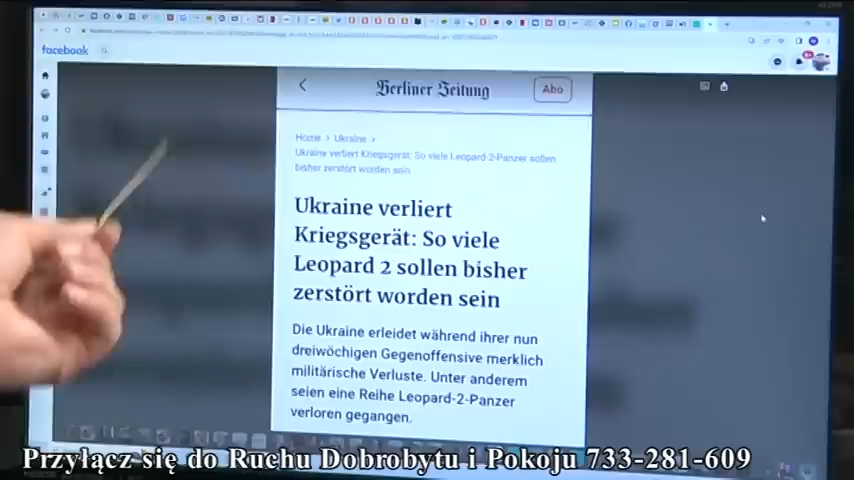 facebook
Berliner Zeitung
Abo
Home > Ukraine >
Ukraine verliert Kriegsgerät: So viele Leopard 2-Panzer sollen
bisher zerstört worden sein
Ukraine verliert
Kriegsgerät: So viele
Leopard 2 sollen bisher
zerstört worden sein
Die Ukraine erleidet während ihrer nun
dreiwöchigen Gegenoffensive merklich
militärische Verluste. Unter anderem
seien eine Reihe Leopard-2-Panzer
verloren gegangen.
Przyłącz się do Ruchu Dobrobytu i Pokoju 733-281-609